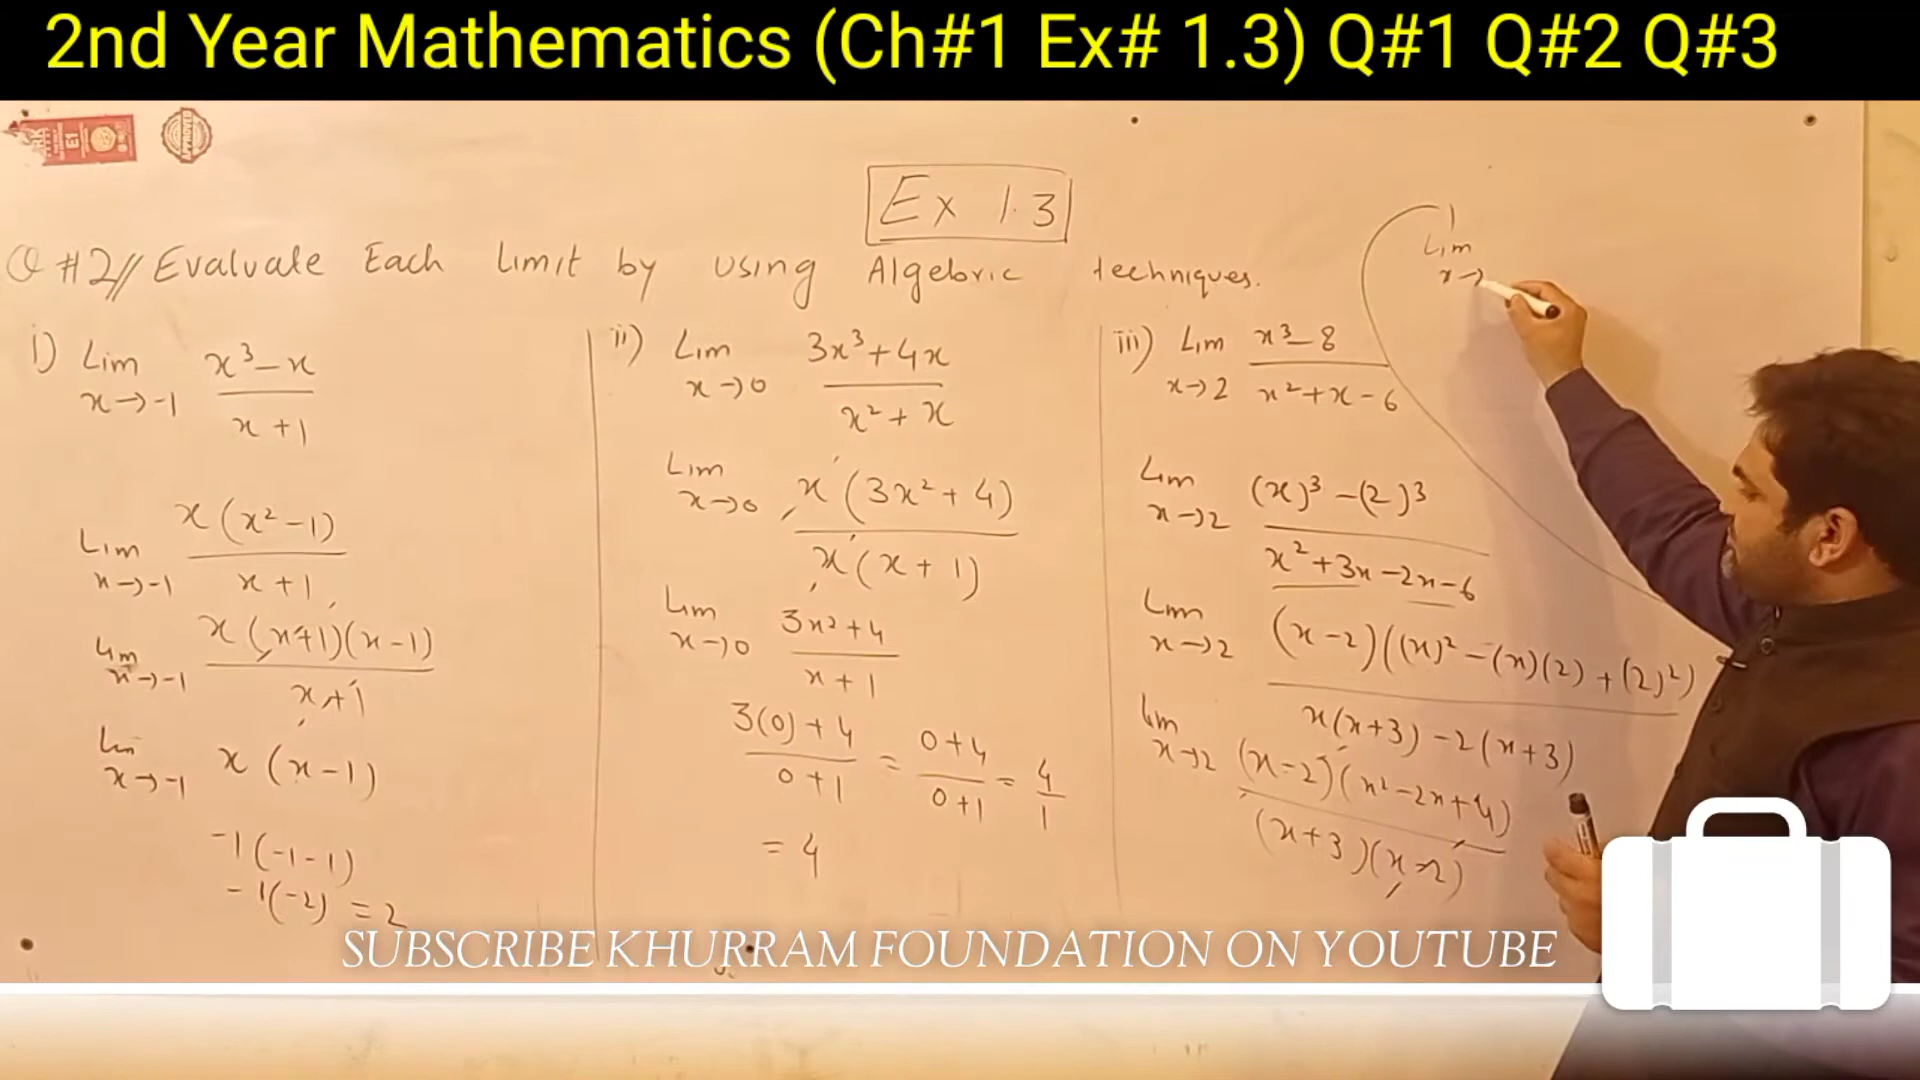 2nd Year Mathematics (Ch#1 Ex# 1.3) Q#1 Q#2 Q#3
E1
APPROVED
Ex 1.3
Q #2// Evaluate Each Limit by using Algebric techniques.
i) Lim x→-1 (x³-x)/(x+1)
Lim x→-1 x(x²-1)/(x+1)
Lim x→-1 x(x+1)(x-1)/(x+1)
Lim x→-1 x(x-1)
-1(-1-1)
-1(-2) = 2
ii) Lim x→0 (3x³+4x)/(x²+x)
Lim x→0 x(3x²+4)/x(x+1)
Lim x→0 (3x²+4)/(x+1)
(3(0)+4)/(0+1) = (0+4)/(0+1) = 4/1
= 4
iii) Lim x→2 (x³-8)/(x²+x-6)
Lim x→2 ((x)³-(2)³)/(x²+3x-2x-6)
Lim x→2 (x-2)((x)²-(x)(2)+(2)²)/(x(x+3)-2(x+3))
Lim x→2 (x-2)(x²-2x+4)/(x+3)(x-2)
Lim x→
SUBSCRIBE KHURRAM FOUNDATION ON YOUTUBE